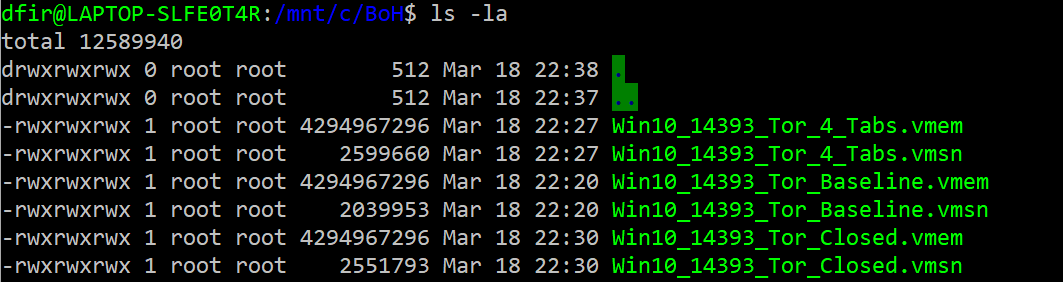 dfir@LAPTOP-SLFE0T4R:/mnt/c/BoH$ ls -la
total 12589940
drwxrwxrwx 0 root root        512 Mar 18 22:38 .
drwxrwxrwx 0 root root        512 Mar 18 22:37 ..
-rwxrwxrwx 1 root root 4294967296 Mar 18 22:27 Win10_14393_Tor_4_Tabs.vmem
-rwxrwxrwx 1 root root    2599660 Mar 18 22:27 Win10_14393_Tor_4_Tabs.vmsn
-rwxrwxrwx 1 root root 4294967296 Mar 18 22:20 Win10_14393_Tor_Baseline.vmem
-rwxrwxrwx 1 root root    2039953 Mar 18 22:20 Win10_14393_Tor_Baseline.vmsn
-rwxrwxrwx 1 root root 4294967296 Mar 18 22:30 Win10_14393_Tor_Closed.vmem
-rwxrwxrwx 1 root root    2551793 Mar 18 22:30 Win10_14393_Tor_Closed.vmsn